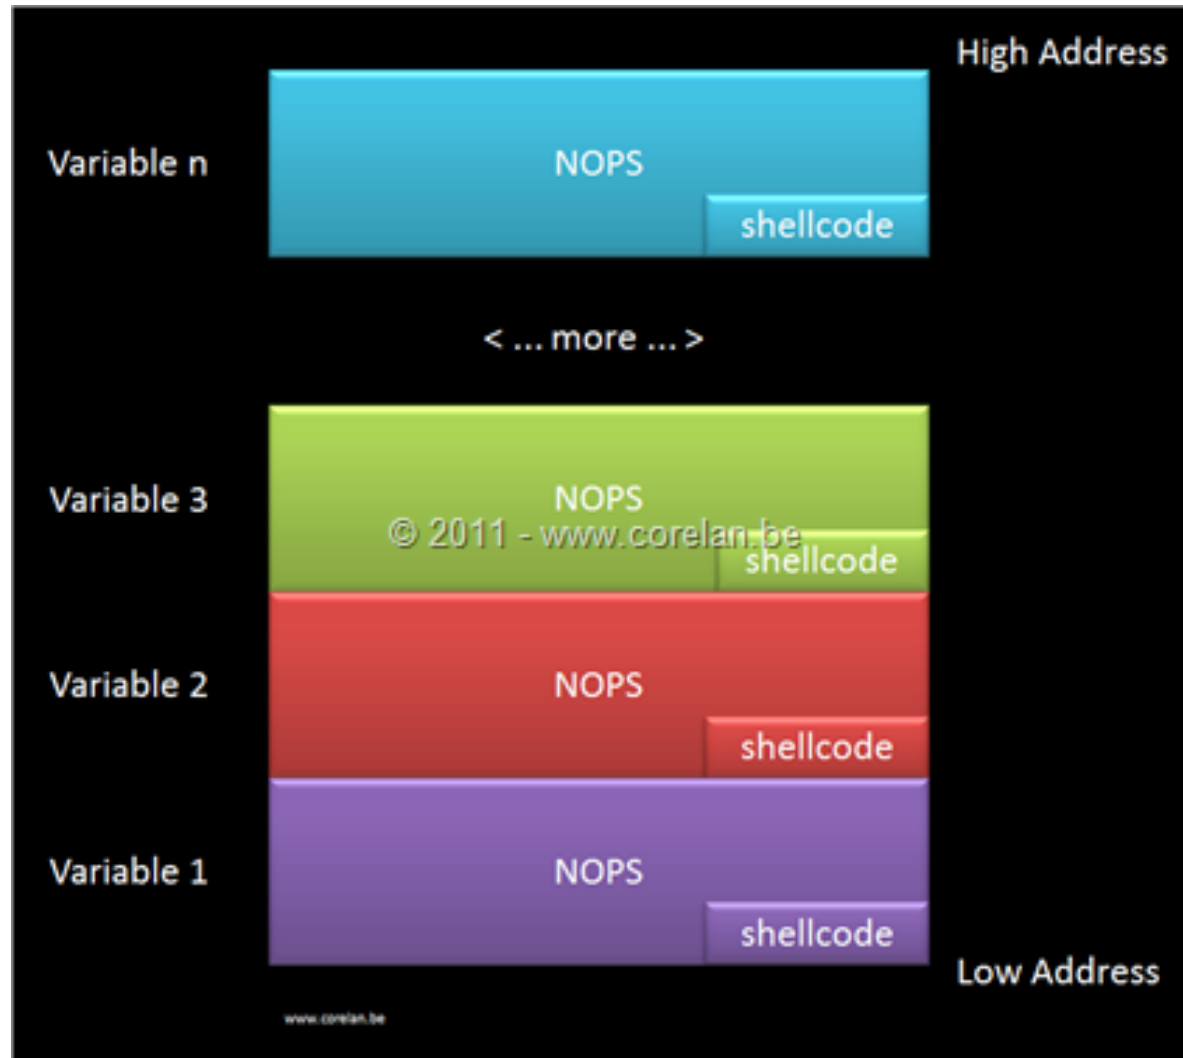 High Address
Variable n
NOPS
shellcode
< ... more ... >
Variable 3
NOPS
© 2011 - www.corelan.be
shellcode
Variable 2
NOPS
shellcode
Variable 1
NOPS
shellcode
Low Address
www.corelan.be